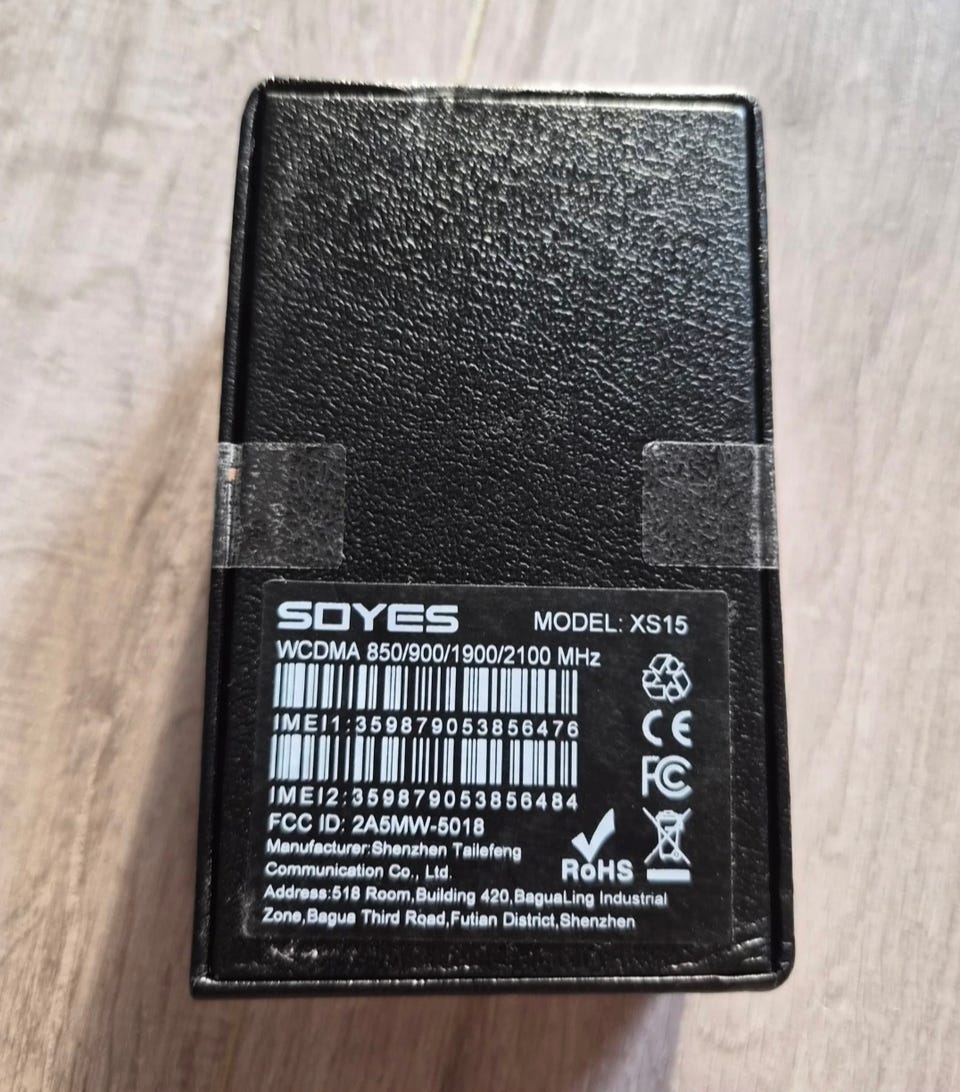 SOYES
MODEL: XS15
WCDMA 850/900/1900/2100 MHz
IMEI1:359879053856476
IMEI2:359879053856484
FCC ID: 2A5MW-5018
Manufacturer:Shenzhen Tailefeng
Communication Co., Ltd.
Address:518 Room,Building 420,BaguaLing Industrial
Zone,Bagua Third Road,Futian District,Shenzhen
CE
FC
RoHS